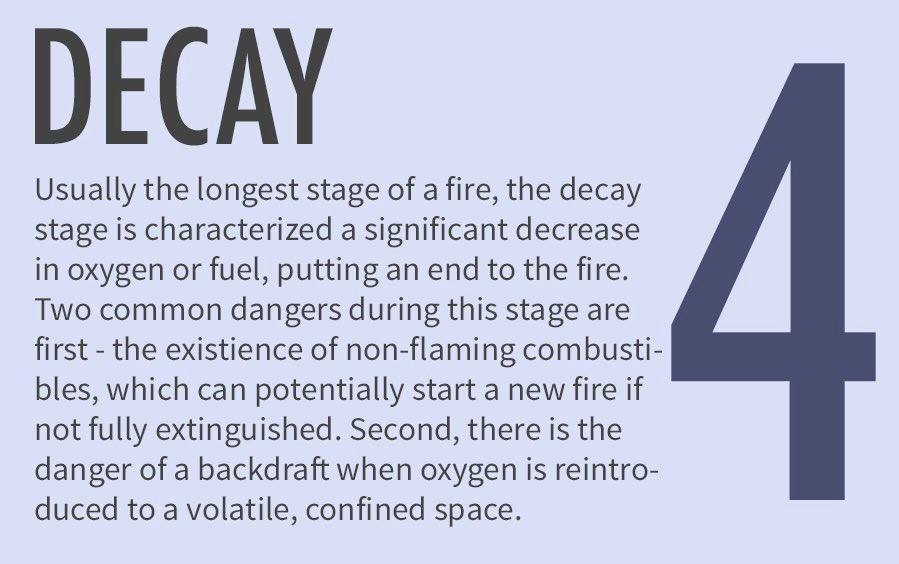 DECAY
4
Usually the longest stage of a fire, the decay
stage is characterized a significant decrease
in oxygen or fuel, putting an end to the fire.
Two common dangers during this stage are
first - the existience of non-flaming combusti-
bles, which can potentially start a new fire if
not fully extinguished. Second, there is the
danger of a backdraft when oxygen is reintro-
duced to a volatile, confined space.